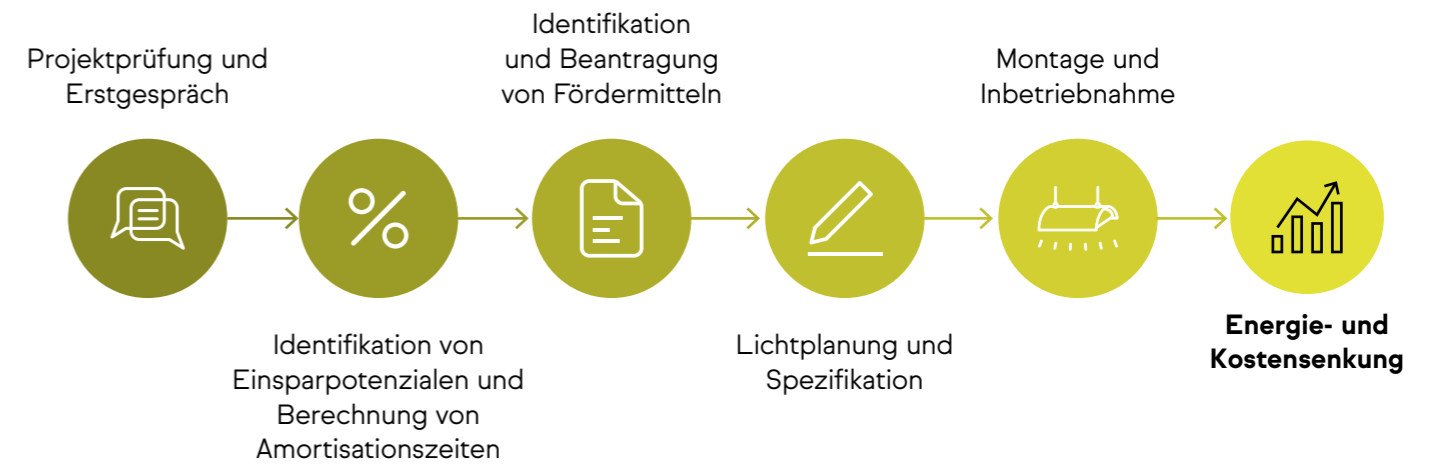 Projektprüfung und
Erstgespräch
Identifikation von
Einsparpotenzialen und
Berechnung von
Amortisationszeiten
Identifikation
und Beantragung
von Fördermitteln
Lichtplanung und
Spezifikation
Montage und
Inbetriebnahme
Energie- und
Kostensenkung